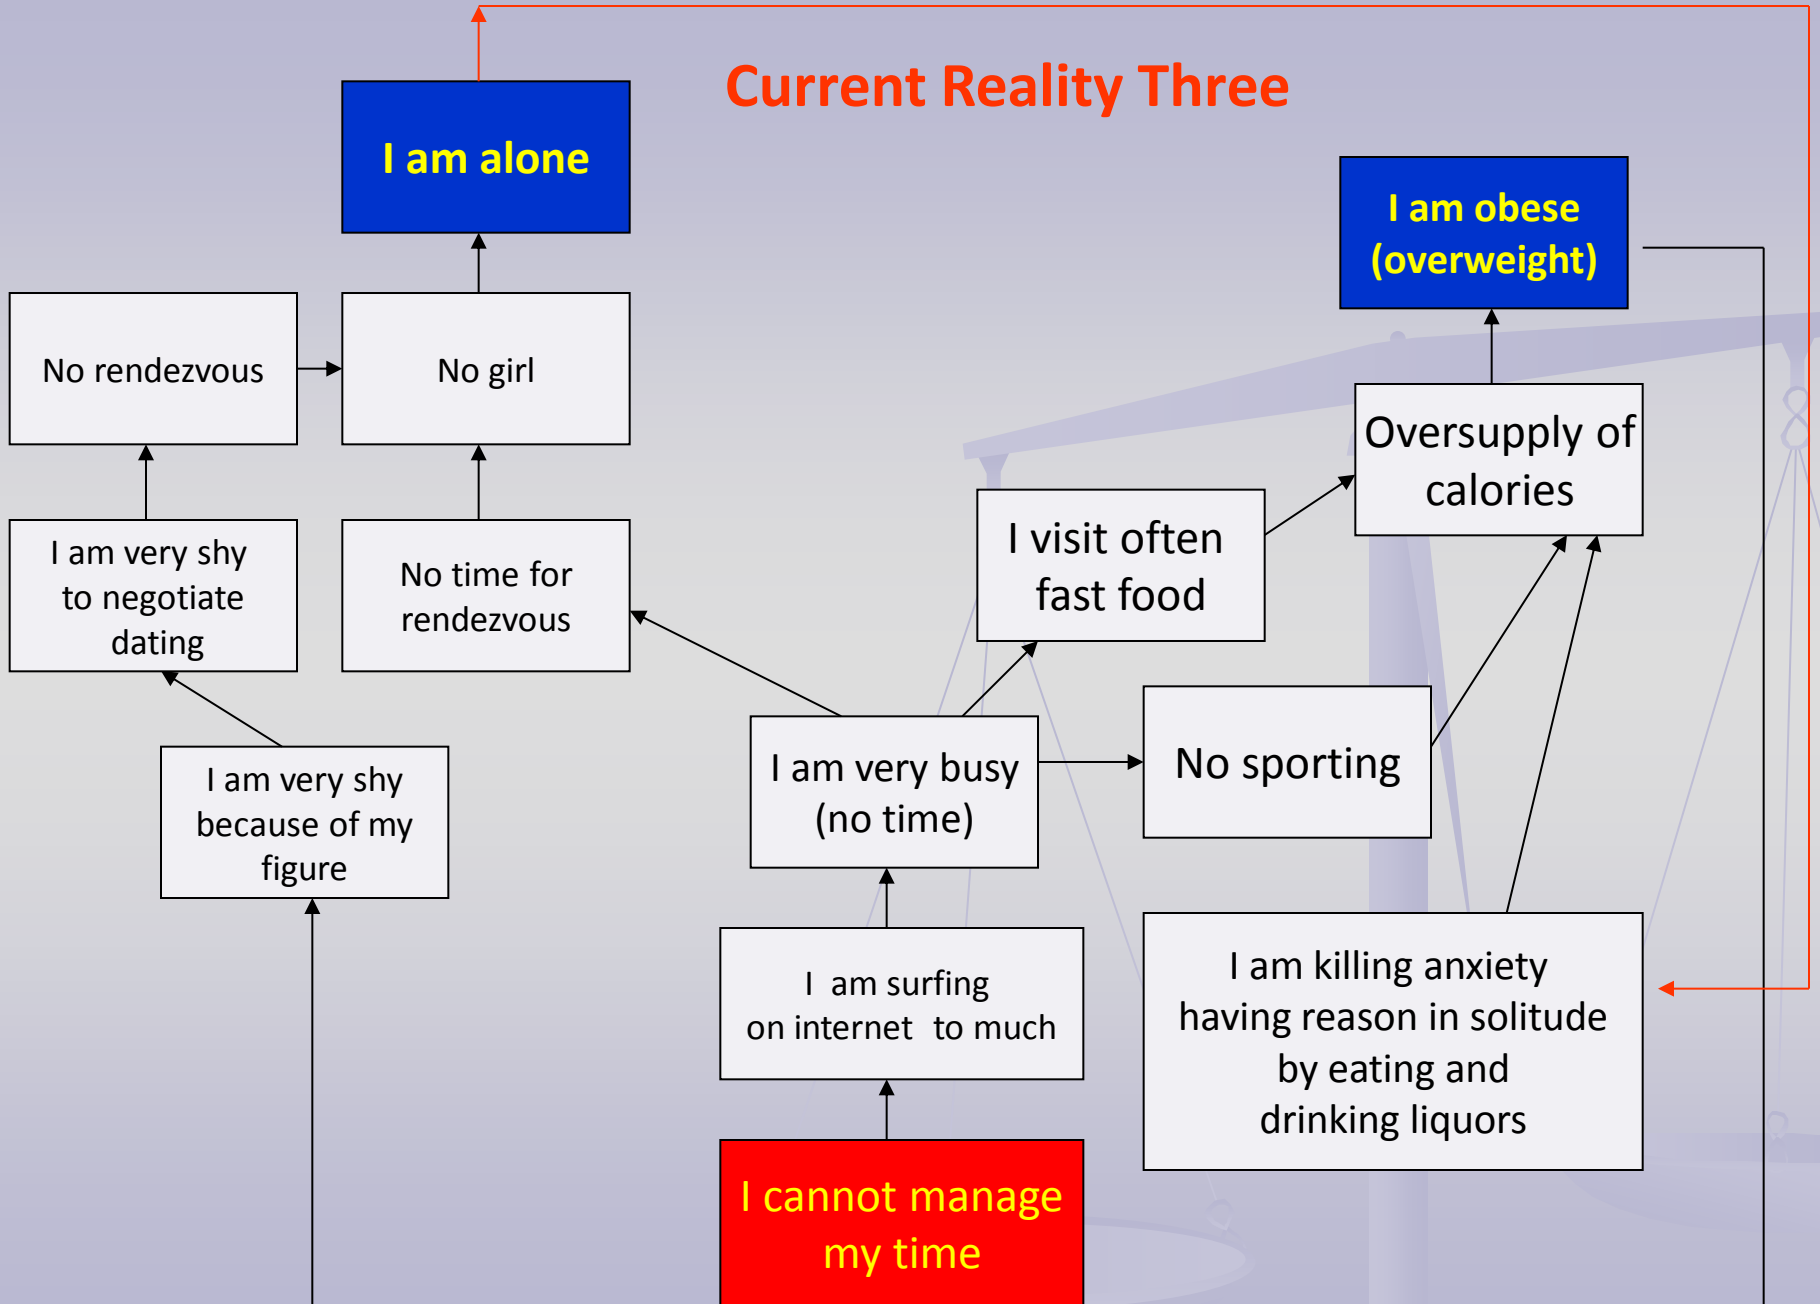 Current Reality Three
I am alone
I am obese
(overweight)
No rendezvous
No girl
Oversupply of
calories
I visit often
fast food
I am very shy
to negotiate
dating
No time for
rendezvous
I am very shy
because of my
figure
I am very busy
(no time)
No sporting
I am surfing
on internet to much
I am killing anxiety
having reason in solitude
by eating and
drinking liquors
I cannot manage
my time